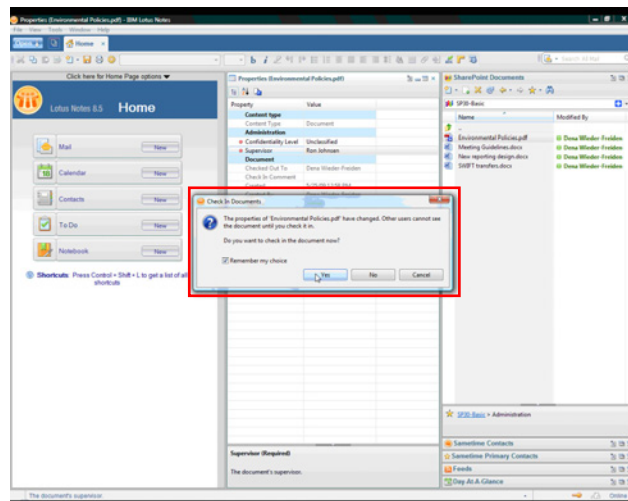 Properties (Environmental Policies.pdf) - IBM Lotus Notes
File View Tools Window Help
Home
Search All Mail
Click here for Home Page options
Lotus Notes 8.5 Home
Mail New
Calendar New
Contacts New
To Do New
Notebook New
Shortcuts Press Control + Shift + L to get a list of all
shortcuts
Properties (Environmental Policies.pdf)
Property Value
Content type
Content Type Document
Administration
Confidentiality Level Unclassified
Supervisor Ron Johnsen
Document
Checked Out To Dena Wieder-Freiden
Check In Comment
Check In Documents
The properties of 'Environmental Policies.pdf' have changed. Other users cannot see
the document until you check it in.
Do you want to check in the document now?
Remember my choice
Yes No Cancel
Supervisor (Required)
The document's supervisor.
SharePoint Documents
SP30-Basic
Name Modified By
..
Environmental Policies.pdf Dena Wieder-Freiden
Meeting Guidelines.docx Dena Wieder-Freiden
New reporting design.docx Dena Wieder-Freiden
SWIFT transfers.docx Dena Wieder-Freiden
SP30-Basic > Administration
Sametime Contacts
Sametime Primary Contacts
Feeds
Day At A Glance
The document's supervisor
Online